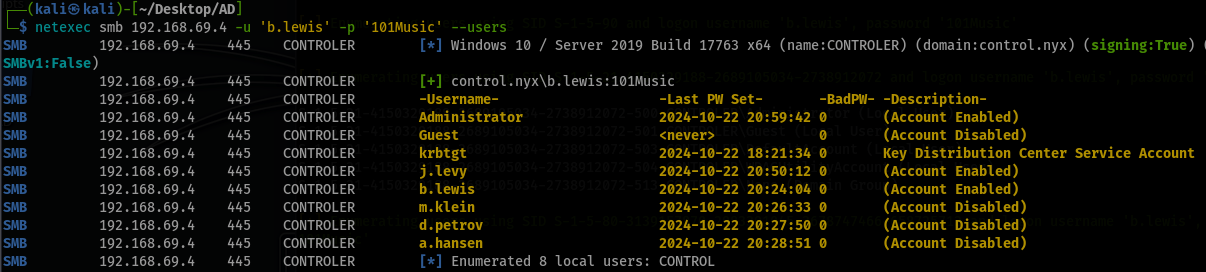 (kali㉿kali)-[~/Desktop/AD]
$ netexec smb 192.168.69.4 -u 'b.lewis' -p '101Music' --users
SMB 192.168.69.4 445 CONTROLER [*] Windows 10 / Server 2019 Build 17763 x64 (name:CONTROLER) (domain:control.nyx) (signing:True) (
SMBv1:False)
SMB 192.168.69.4 445 CONTROLER [+] control.nyx\b.lewis:101Music
SMB 192.168.69.4 445 CONTROLER -Username- -Last PW Set- -BadPW- -Description-
SMB 192.168.69.4 445 CONTROLER Administrator 2024-10-22 20:59:42 0 (Account Enabled)
SMB 192.168.69.4 445 CONTROLER Guest <never> 0 (Account Disabled)
SMB 192.168.69.4 445 CONTROLER krbtgt 2024-10-22 18:21:34 0 Key Distribution Center Service Account
SMB 192.168.69.4 445 CONTROLER j.levy 2024-10-22 20:50:12 0 (Account Enabled)
SMB 192.168.69.4 445 CONTROLER b.lewis 2024-10-22 20:24:04 0 (Account Enabled)
SMB 192.168.69.4 445 CONTROLER m.klein 2024-10-22 20:26:33 0 (Account Disabled)
SMB 192.168.69.4 445 CONTROLER d.petrov 2024-10-22 20:27:50 0 (Account Disabled)
SMB 192.168.69.4 445 CONTROLER a.hansen 2024-10-22 20:28:51 0 (Account Disabled)
SMB 192.168.69.4 445 CONTROLER [*] Enumerated 8 local users: CONTROL